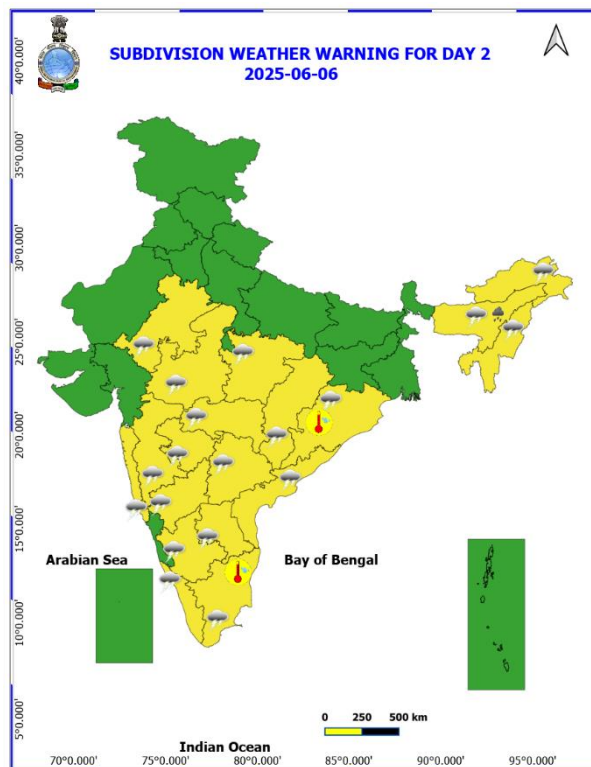 SUBDIVISION WEATHER WARNING FOR DAY 2
2025-06-06
40°0.000'
35°0.000'
30°0.000'
25°0.000'
20°0.000'
15°0.000'
10°0.000'
5°0.000'
Arabian Sea
Bay of Bengal
0 250 500 km
Indian Ocean
70°0.000' 75°0.000' 80°0.000' 85°0.000' 90°0.000' 95°0.000'